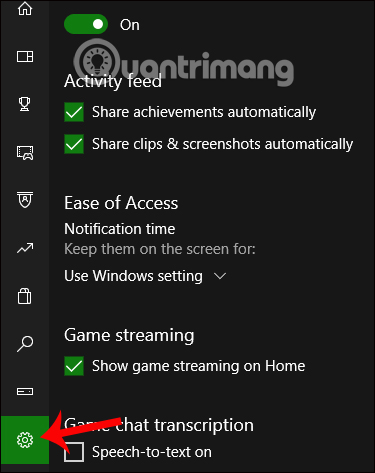 On
Quantrimang
Activity feed
Share achievements automatically
Share clips & screenshots automatically
Ease of Access
Notification time
Keep them on the screen for:
Use Windows setting
Game streaming
Show game streaming on Home
Game chat transcription
Speech-to-text on